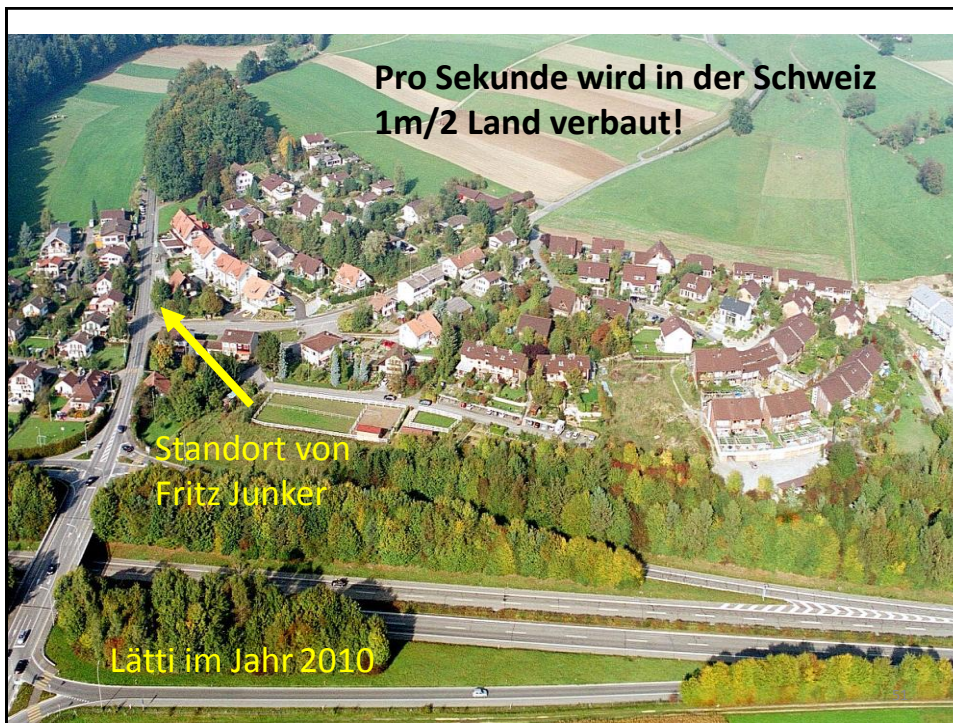 Pro Sekunde wird in der Schweiz
1m/2 Land verbaut!
Standort von
Fritz Junker
Lätti im Jahr 2010